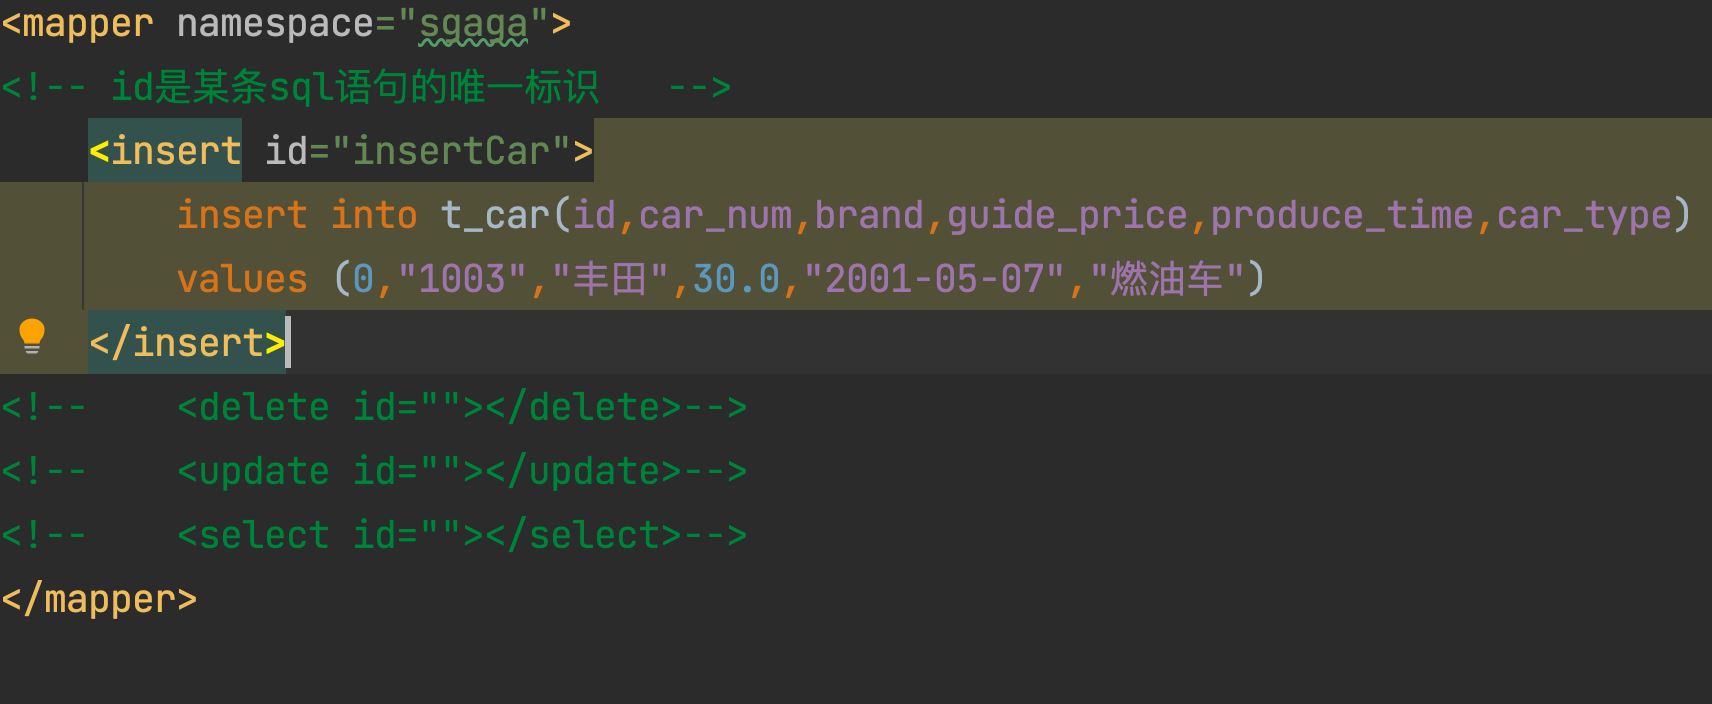 <mapper namespace="sgaga">
<!-- id是某条sql语句的唯一标识   -->
    <insert id="insertCar">
        insert into t_car(id,car_num,brand,guide_price,produce_time,car_type)
        values (0,"1003","丰田",30.0,"2001-05-07","燃油车")
    </insert>
<!--    <delete id=""></delete>-->
<!--    <update id=""></update>-->
<!--    <select id=""></select>-->
</mapper>